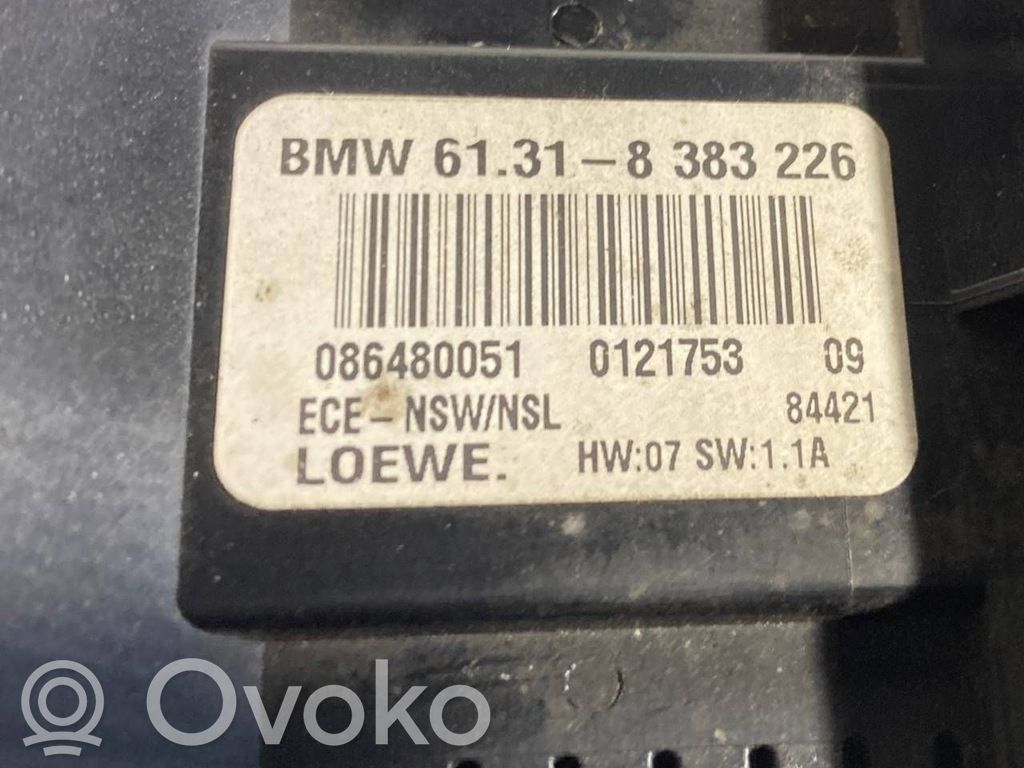 BMW 61.31-8 383 226
086480051 0121753 09
ECE-NSW/NSL 84421
LOEWE. HW:07 SW:1.1A
Ovoko